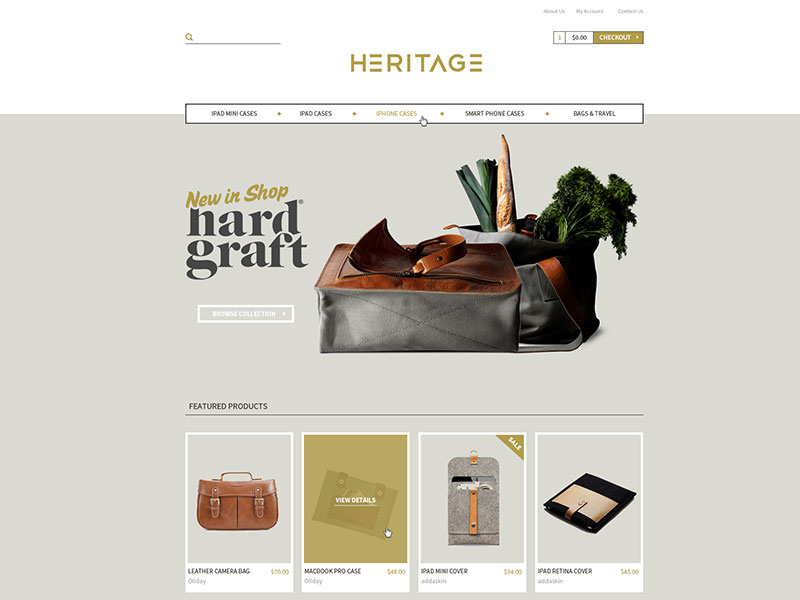 About Us My Account Contact Us
1 $0.00 CHECKOUT
HERITAGE
IPAD MINI CASES IPAD CASES IPHONE CASES SMART PHONE CASES BAGS & TRAVEL
New in Shop
hard
graft®
BROWSE COLLECTION
FEATURED PRODUCTS
VIEW DETAILS
SALE
LEATHER CAMERA BAG $70.00
Oliday
MACBOOK PRO CASE $48.00
Oliday
IPAD MINI COVER $34.00
addaskin
IPAD RETINA COVER $45.00
addaskin